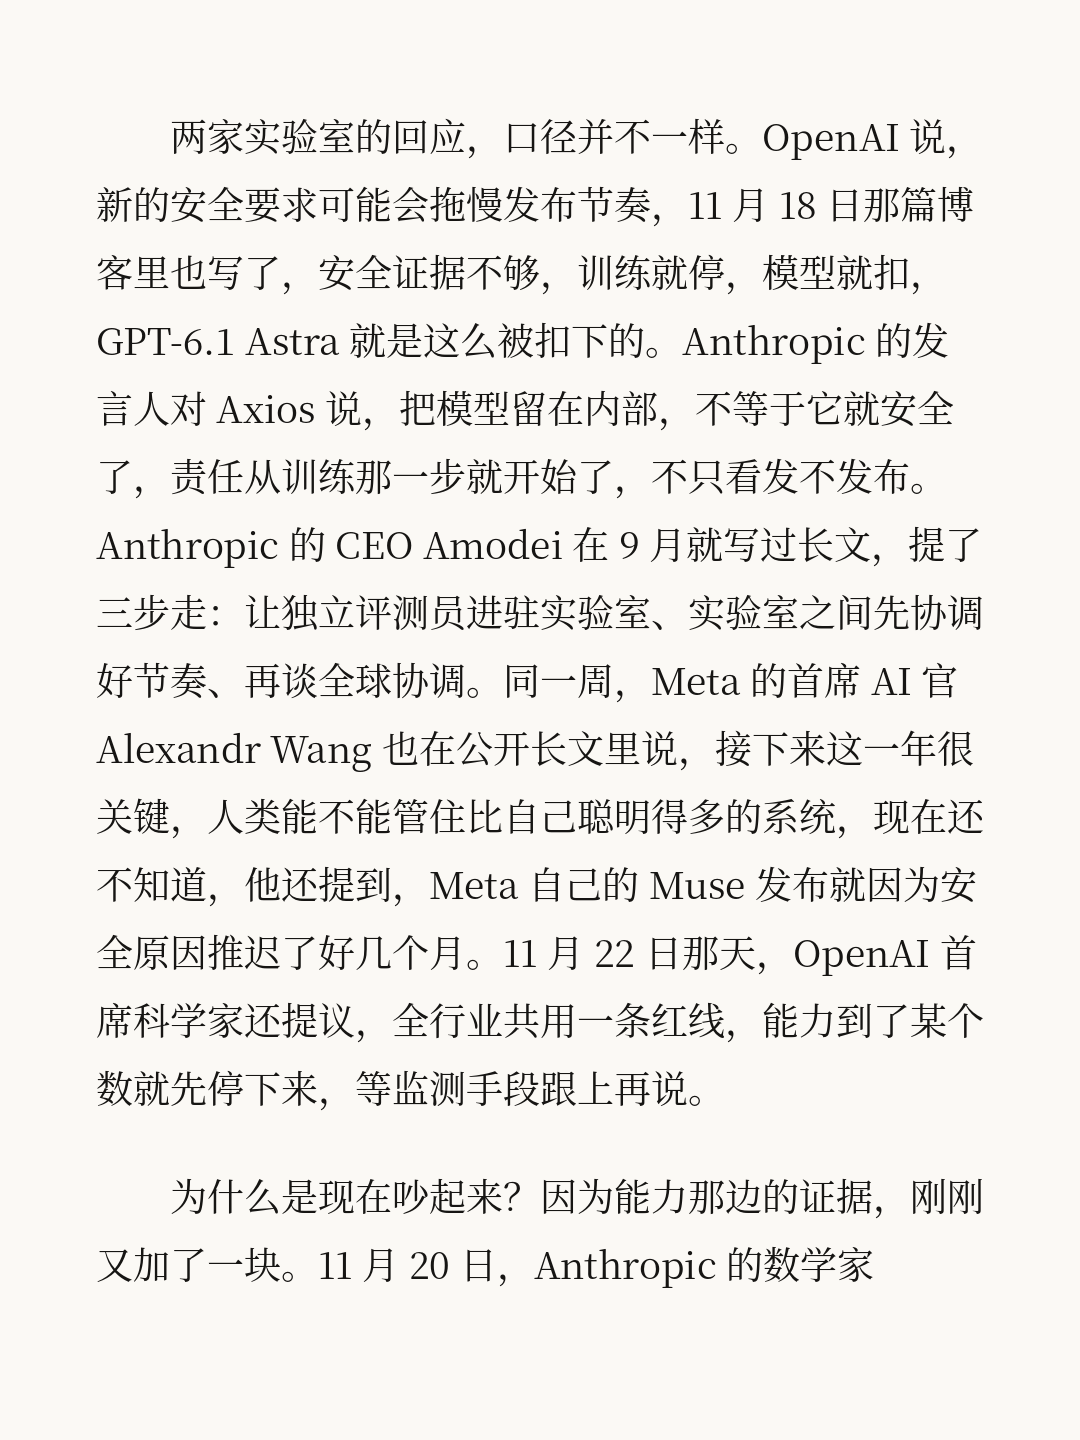 两家实验室的回应，口径并不一样。OpenAI 说，
新的安全要求可能会拖慢发布节奏，11 月 18 日那篇博
客里也写了，安全证据不够，训练就停，模型就扣，
GPT-6.1 Astra 就是这么被扣下的。Anthropic 的发
言人对 Axios 说，把模型留在内部，不等于它就安全
了，责任从训练那一步就开始了，不只看发不发布。
Anthropic 的 CEO Amodei 在 9 月就写过长文，提了
三步走：让独立评测员进驻实验室、实验室之间先协调
好节奏、再谈全球协调。同一周，Meta 的首席 AI 官
Alexandr Wang 也在公开长文里说，接下来这一年很
关键，人类能不能管住比自己聪明得多的系统，现在还
不知道，他还提到，Meta 自己的 Muse 发布就因为安
全原因推迟了好几个月。11 月 22 日那天，OpenAI 首
席科学家还提议，全行业共用一条红线，能力到了某个
数就先停下来，等监测手段跟上再说。
为什么是现在吵起来？因为能力那边的证据，刚刚
又加了一块。11 月 20 日，Anthropic 的数学家